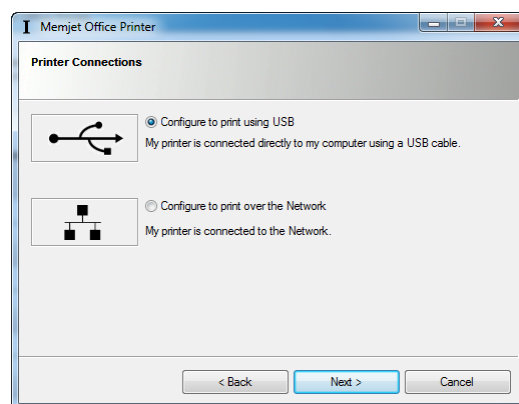 Memjet Office Printer
Printer Connections
Configure to print using USB
My printer is connected directly to my computer using a USB cable.
Configure to print over the Network
My printer is connected to the Network.
< Back
Next >
Cancel